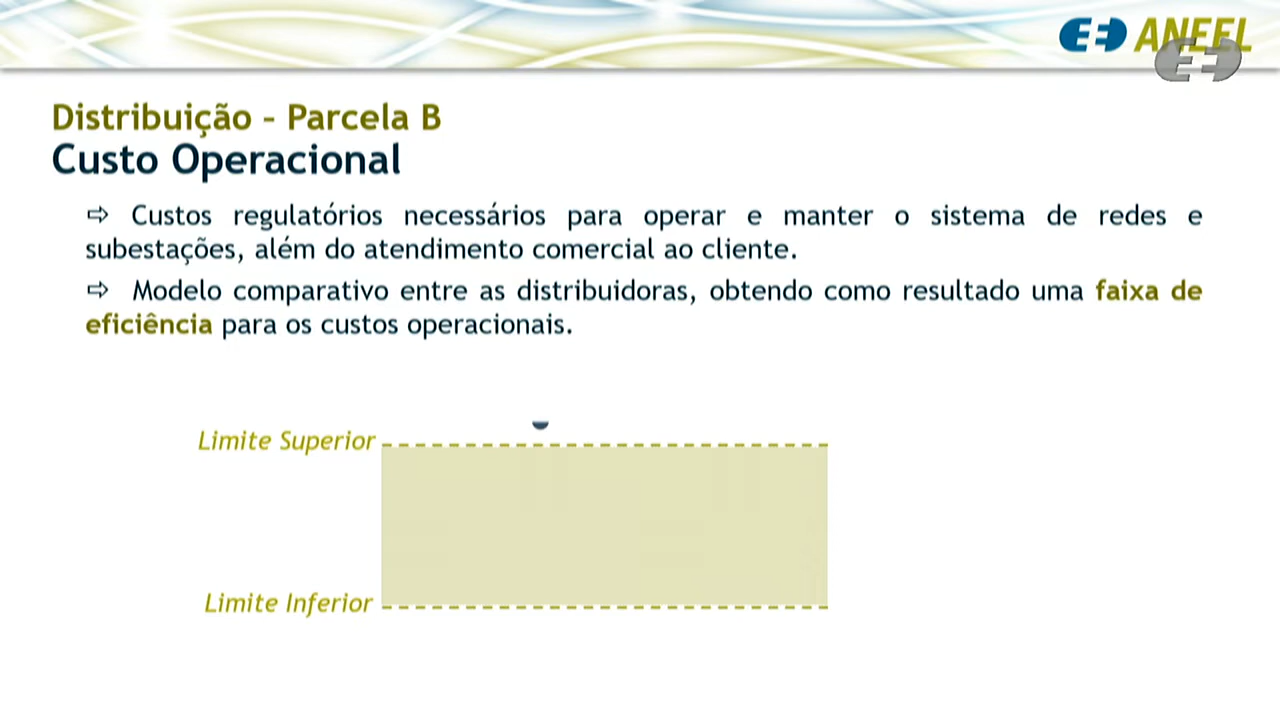 ANEEL
Distribuição - Parcela B
Custo Operacional
⇨ Custos regulatórios necessários para operar e manter o sistema de redes e
subestações, além do atendimento comercial ao cliente.
⇨ Modelo comparativo entre as distribuidoras, obtendo como resultado uma faixa de
eficiência para os custos operacionais.
Limite Superior
Limite Inferior